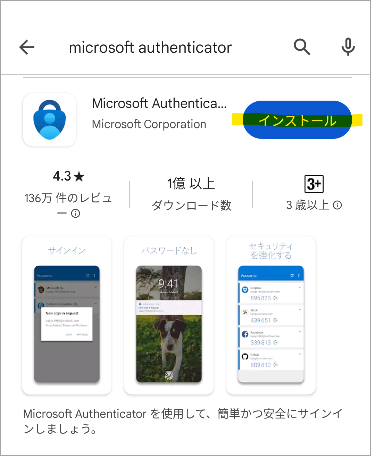 microsoft authenticator
Microsoft Authentica...
Microsoft Corporation
インストール
4.3★
136万 件のレビュ
ー
1億 以上
ダウンロード数
3+
3 歳以上
サインイン
パスワードなし
9:41
セキュリティ
を強化する
Microsoft Authenticator を使用して、簡単かつ安全にサインイ
ンしましょう。